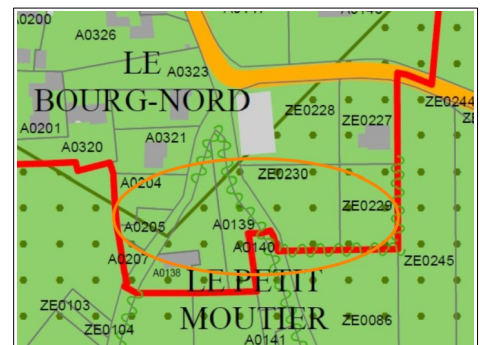 A0200
A0326
LE
A0323
BOURG-NORD
ZE0244
ZE0228
ZE0227
A0201
A0321
A0320
A0204
ZE0230
ZE0229
A0205
A0139
A0140
A0207
A0138
ZE0245
LE PETIT
MOUTIER
ZE0103
ZE0104
ZE0086
A0141